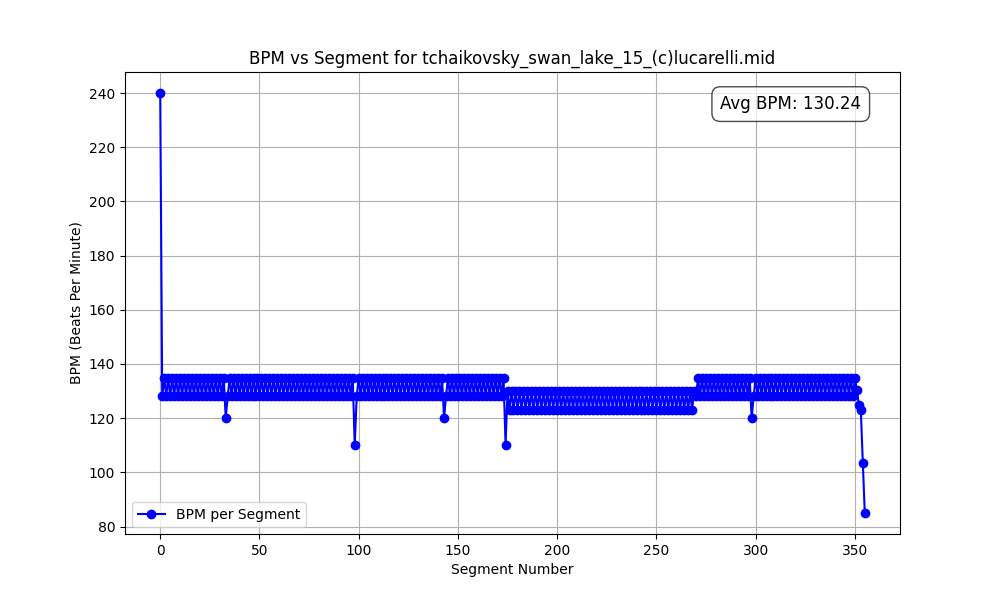 BPM vs Segment for tchaikovsky_swan_lake_15_(c)lucarelli.mid
Avg BPM: 130.24
BPM (Beats Per Minute)
240
220
200
180
160
140
120
100
80
BPM per Segment
0 50 100 150 200 250 300 350
Segment Number